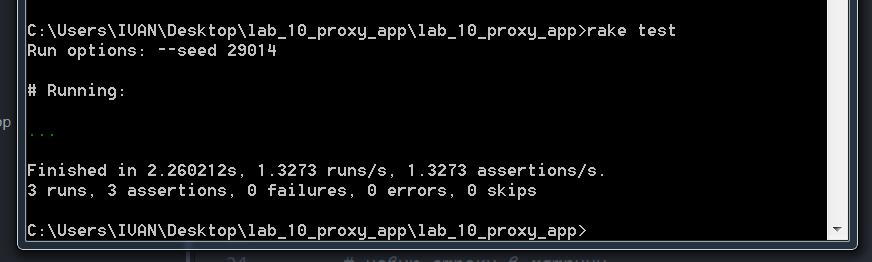 C:\Users\IVAN\Desktop\lab_10_proxy_app\lab_10_proxy_app>rake test
Run options: --seed 29014
# Running:
pp
...
Finished in 2.260212s, 1.3273 runs/s, 1.3273 assertions/s.
3 runs, 3 assertions, 0 failures, 0 errors, 0 skips
C:\Users\IVAN\Desktop\lab_10_proxy_app\lab_10_proxy_app>